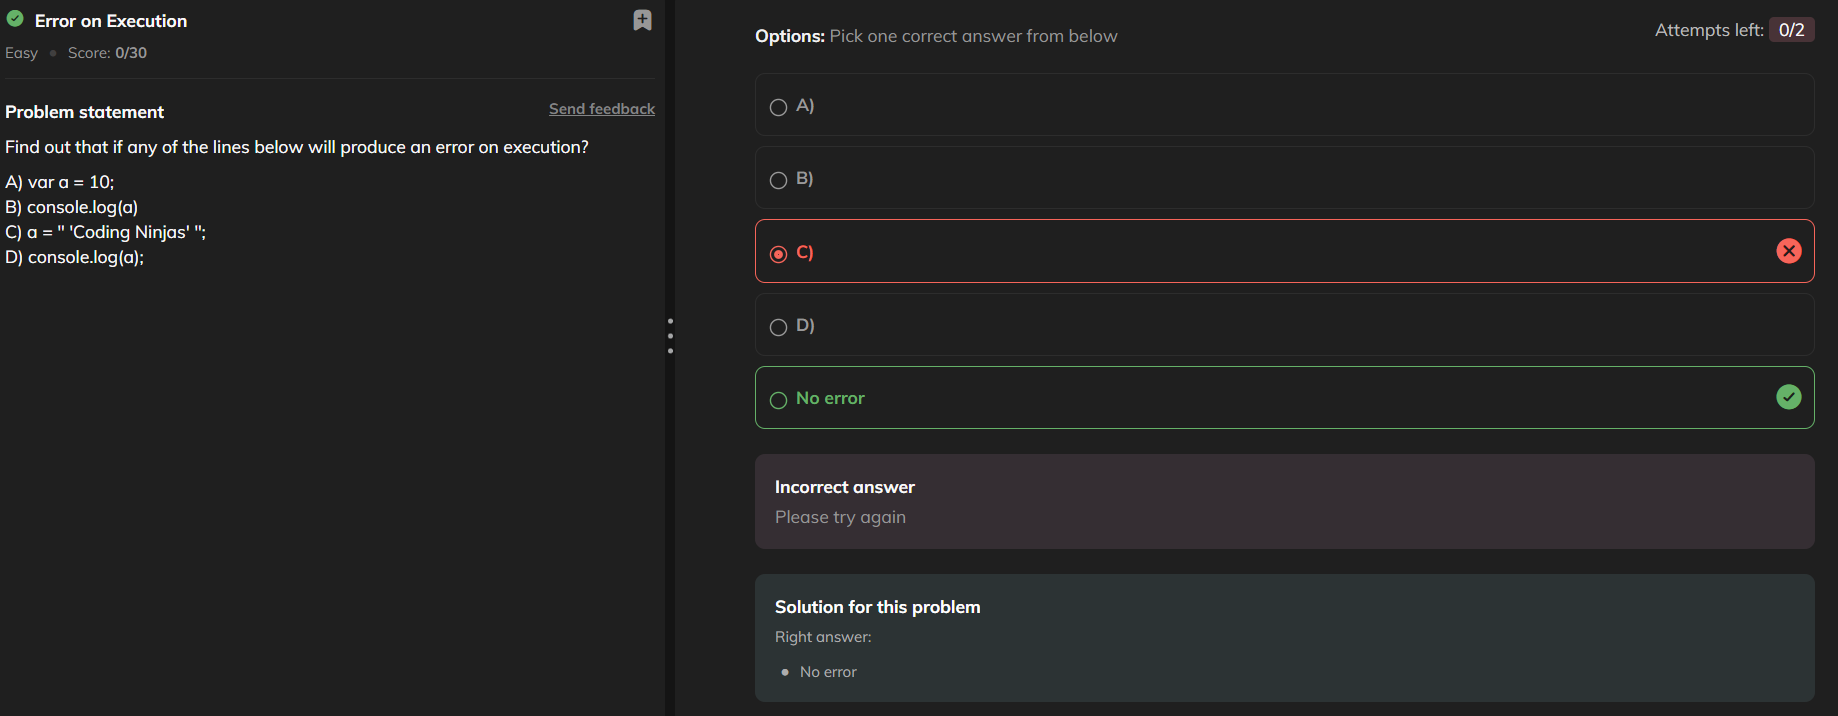 Error on Execution
Easy • Score: 0/30
Problem statement
Send feedback
Find out that if any of the lines below will produce an error on execution?
A) var a = 10;
B) console.log(a)
C) a = " 'Coding Ninjas' ";
D) console.log(a);
Options: Pick one correct answer from below
Attempts left: 0/2
A)
B)
C)
D)
No error
Incorrect answer
Please try again
Solution for this problem
Right answer:
• No error